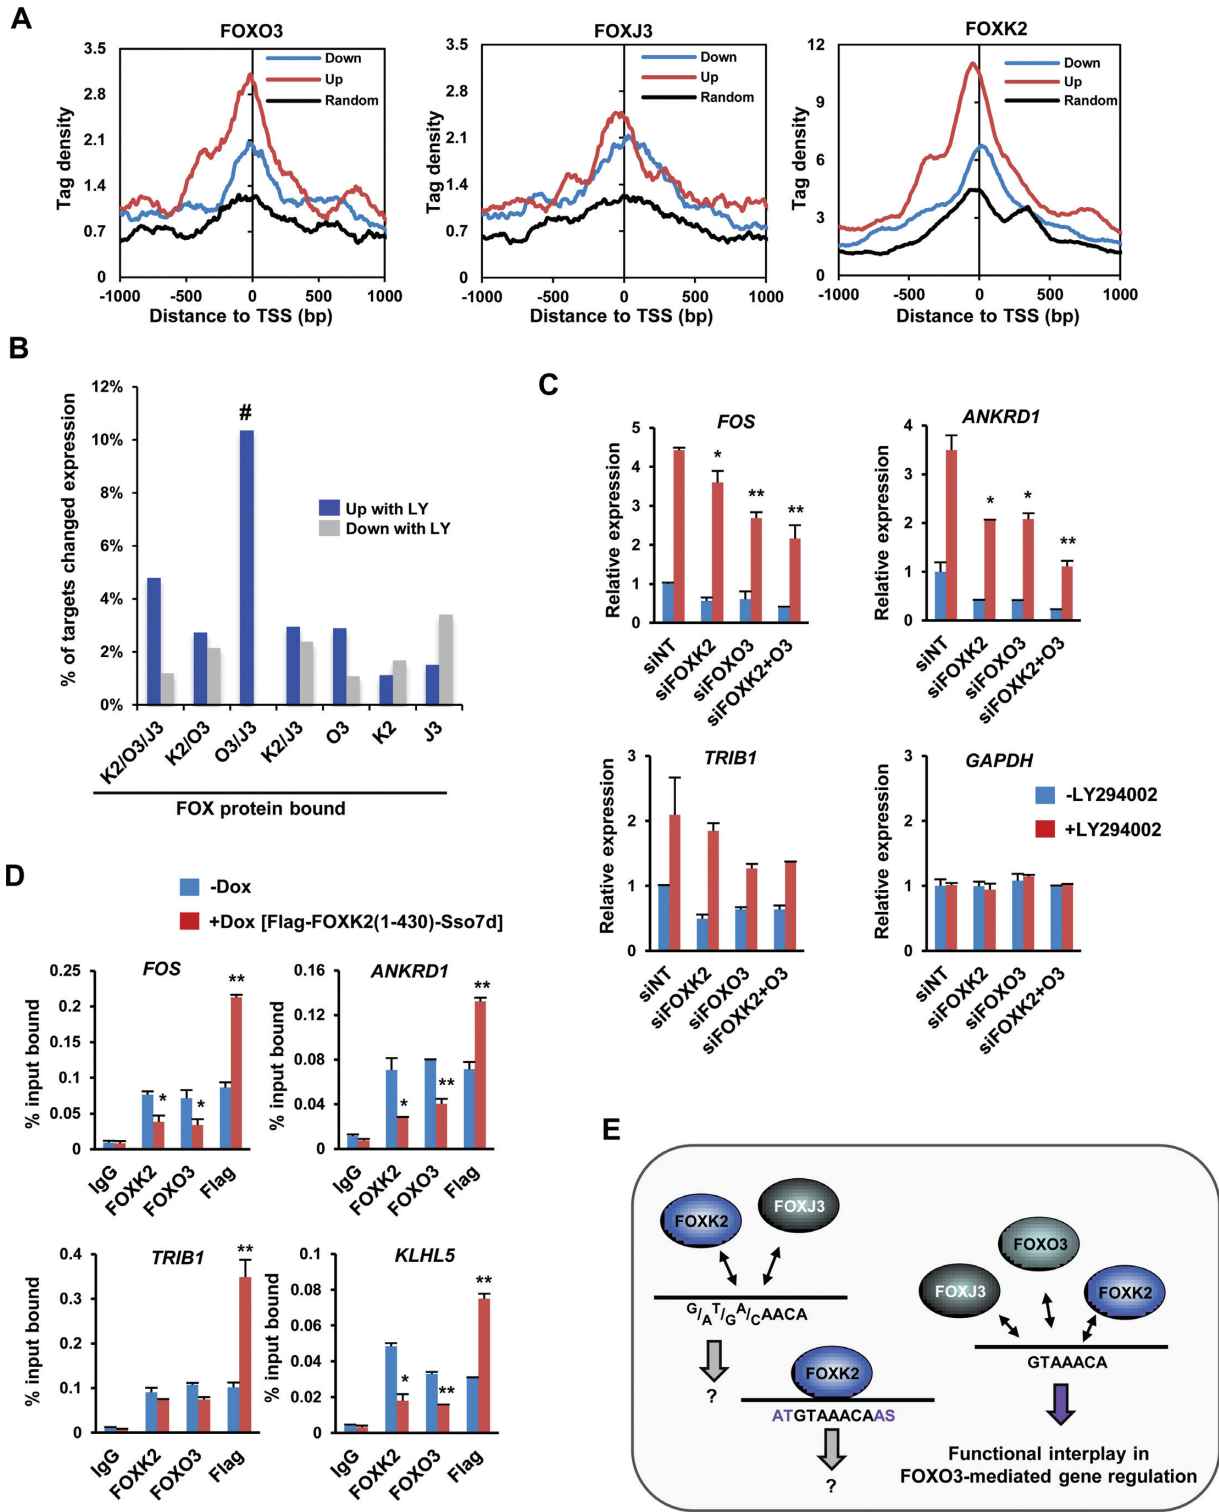 A
FOXO3
3.5
2.8
2.1
1.4
0.7
0
Tag density
Down
Up
Random
-1000 -500 0 500 1000
Distance to TSS (bp)
FOXJ3
3.5
2.8
2.1
1.4
0.7
0
Tag density
Down
Up
Random
-1000 -500 0 500 1000
Distance to TSS (bp)
FOXK2
12
9
6
3
0
Tag density
Down
Up
Random
-1000 -500 0 500 1000
Distance to TSS (bp)
B
12%
10%
8%
6%
4%
2%
0%
% of targets changed expression
#
Up with LY
Down with LY
K2/O3/J3 K2/O3 O3/J3 K2/J3 O3 K2 J3
FOX protein bound
C
FOS
5
4
3
2
1
0
Relative expression
* ** **
siNT siFOXK2 siFOXO3 siFOXK2+O3
ANKRD1
4
3
2
1
0
Relative expression
* * **
siNT siFOXK2 siFOXO3 siFOXK2+O3
TRIB1
3
2
1
0
Relative expression
siNT siFOXK2 siFOXO3 siFOXK2+O3
GAPDH
3
2
1
0
Relative expression
-LY294002
+LY294002
siNT siFOXK2 siFOXO3 siFOXK2+O3
D
-Dox
+Dox [Flag-FOXK2(1-430)-Sso7d]
FOS
0.25
0.2
0.15
0.1
0.05
0
% input bound
* * **
IgG FOXK2 FOXO3 Flag
ANKRD1
0.16
0.12
0.08
0.04
0
% input bound
* ** **
IgG FOXK2 FOXO3 Flag
TRIB1
0.4
0.3
0.2
0.1
0
% input bound
**
IgG FOXK2 FOXO3 Flag
KLHL5
0.1
0.08
0.06
0.04
0.02
0
% input bound
* ** **
IgG FOXK2 FOXO3 Flag
E
FOXK2
FOXJ3
G/AT/GA/CAACA
?
FOXK2
ATGTAAACAAS
?
FOXO3
FOXJ3
FOXK2
GTAAACA
Functional interplay in
FOXO3-mediated gene regulation